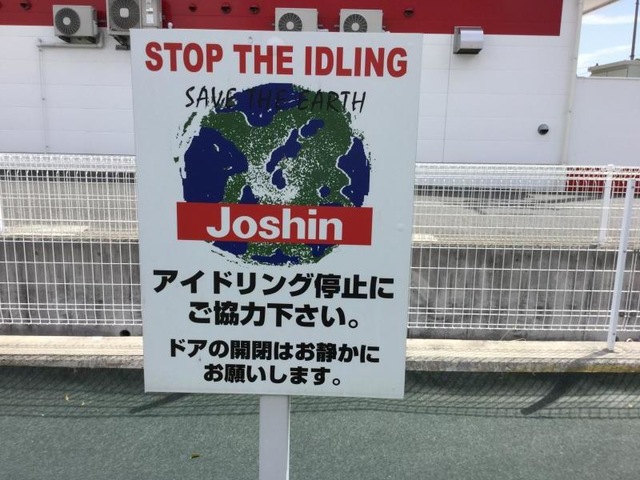 STOP THE IDLING
SAVE THE EARTH
Joshin
アイドリング停止に
ご協力下さい。
ドアの開閉はお静かに
お願いします。